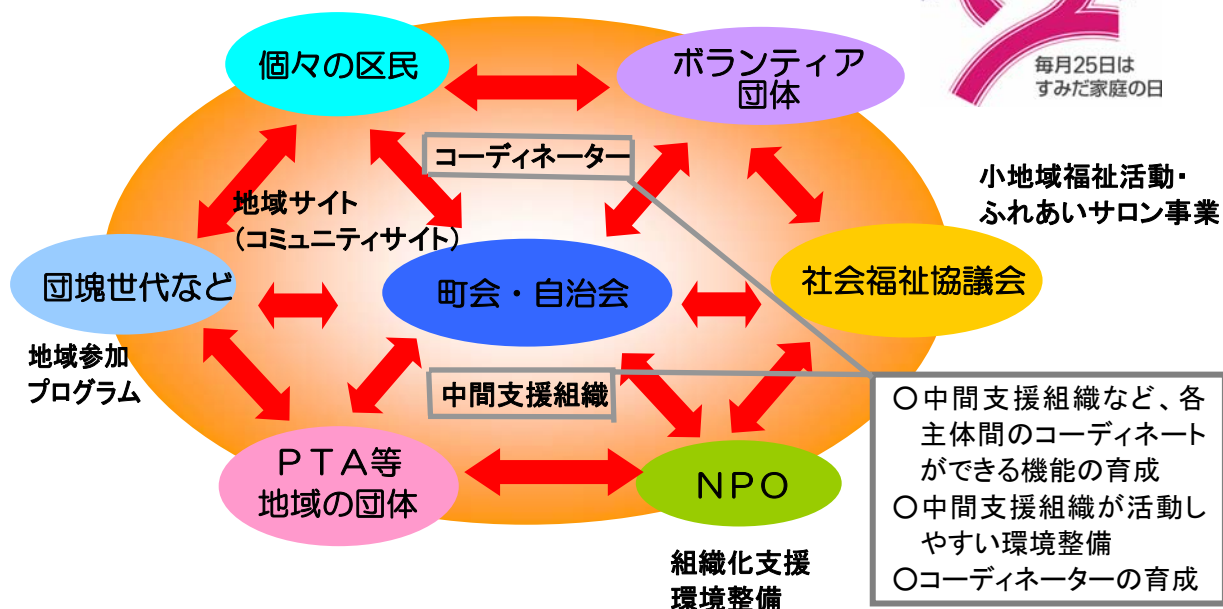 個々の区民
ボランティア
団体
毎月25日は
すみだ家庭の日
コーディネーター
小地域福祉活動・
ふれあいサロン事業
地域サイト
（コミュニティサイト）
団塊世代など
町会・自治会
社会福祉協議会
地域参加
プログラム
中間支援組織
○中間支援組織など、各
主体間のコーディネート
ができる機能の育成
○中間支援組織が活動し
やすい環境整備
○コーディネーターの育成
ＰＴＡ等
地域の団体
ＮＰＯ
組織化支援
環境整備